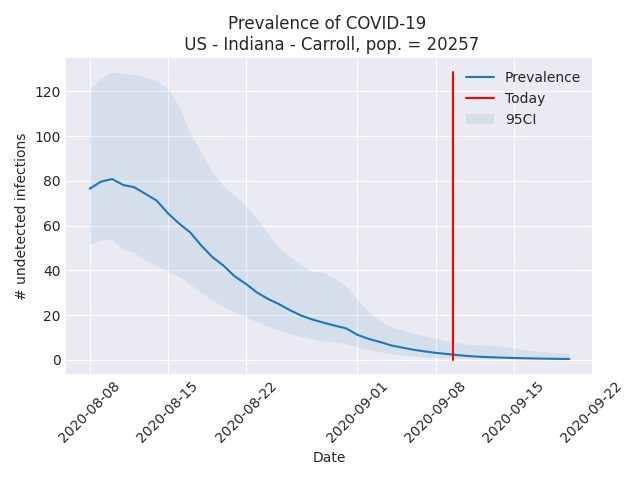 Prevalence of COVID-19
US - Indiana - Carroll, pop. = 20257
Prevalence
Today
95CI
# undetected infections
120
100
80
60
40
20
0
2020-08-08
2020-08-15
2020-08-22
2020-09-01
2020-09-08
2020-09-15
2020-09-22
Date